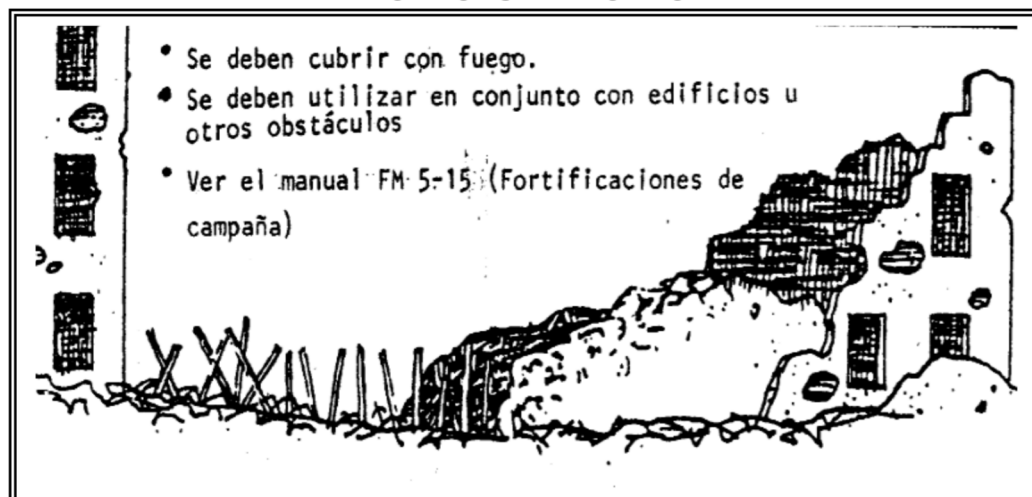 • Se deben cubrir con fuego.
• Se deben utilizar en conjunto con edificios u
otros obstáculos
• Ver el manual FM 5-15 (Fortificaciones de
campaña)